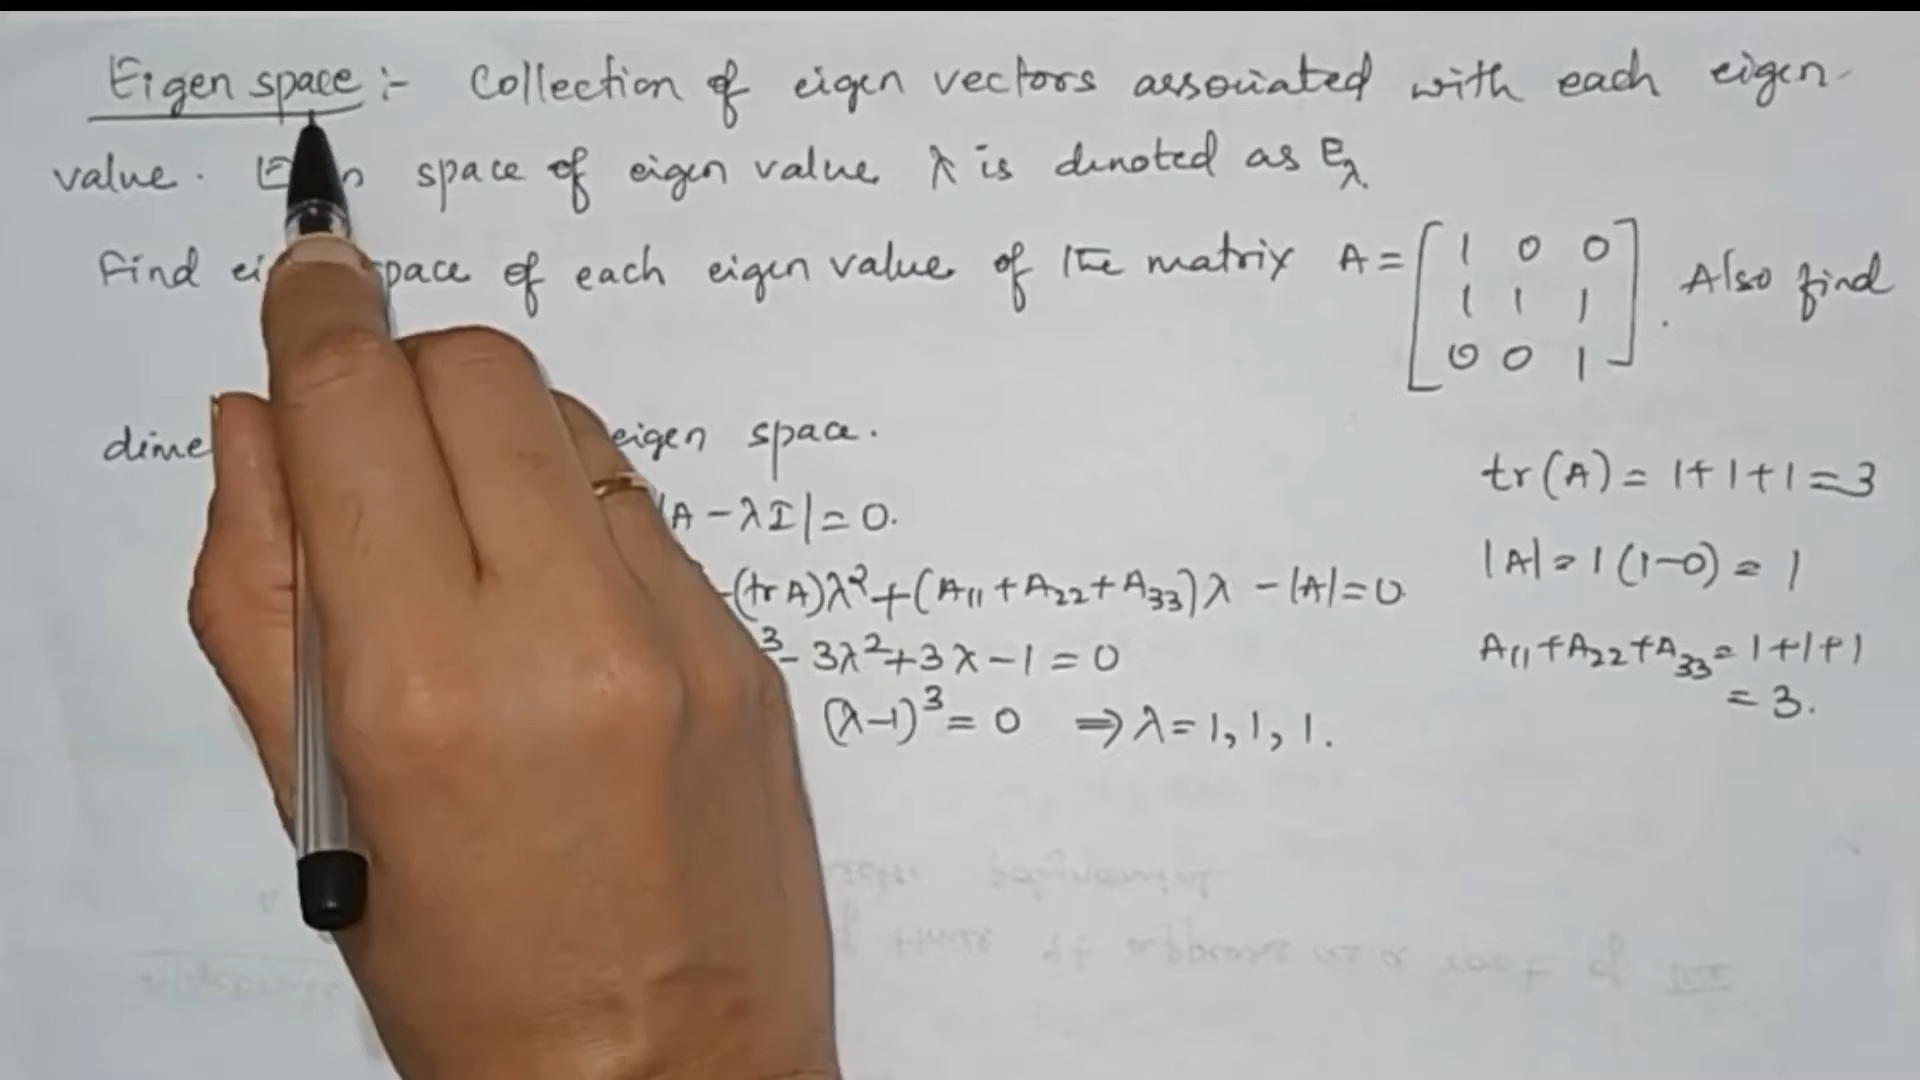 Eigen space :- Collection of eigen vectors associated with each eigen
value. space of eigen value λ is denoted as Eλ
Find space of each eigen value of the matrix A = [1 0 0
1 1 1
0 0 1] . Also find
eigen space.
|A - λI| = 0.
-(tr A)λ² + (A₁₁ + A₂₂ + A₃₃)λ - |A| = 0
³ - 3λ² + 3λ - 1 = 0
(λ-1)³ = 0 ⇒ λ = 1, 1, 1.
tr(A) = 1+1+1 = 3
|A| = 1(1-0) = 1
A₁₁ + A₂₂ + A₃₃ = 1+1+1
= 3.